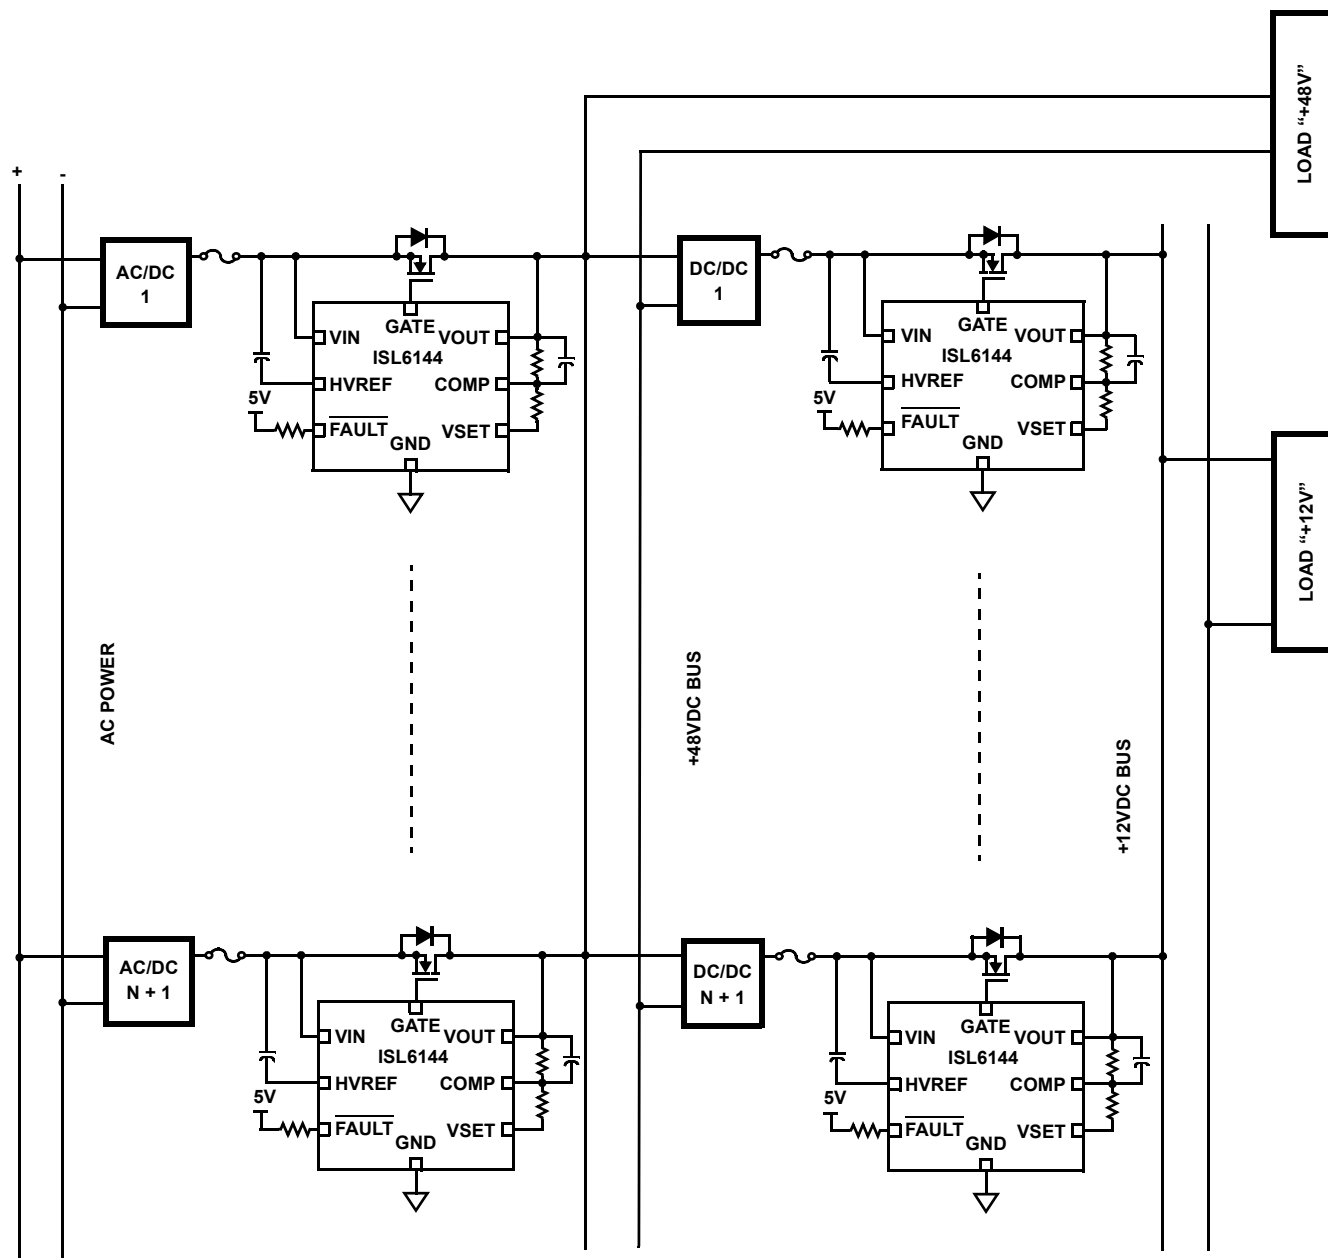 LOAD “+48V”
+
-
AC/DC
1
DC/DC
1
GATE
VIN
VOUT
ISL6144
HVREF
COMP
5V
FAULT
VSET
GND
GATE
VIN
VOUT
ISL6144
HVREF
COMP
5V
FAULT
VSET
GND
LOAD “+12V”
AC POWER
+48VDC BUS
+12VDC BUS
AC/DC
N + 1
DC/DC
N + 1
GATE
VIN
VOUT
ISL6144
HVREF
COMP
5V
FAULT
VSET
GND
GATE
VIN
VOUT
ISL6144
HVREF
COMP
5V
FAULT
VSET
GND